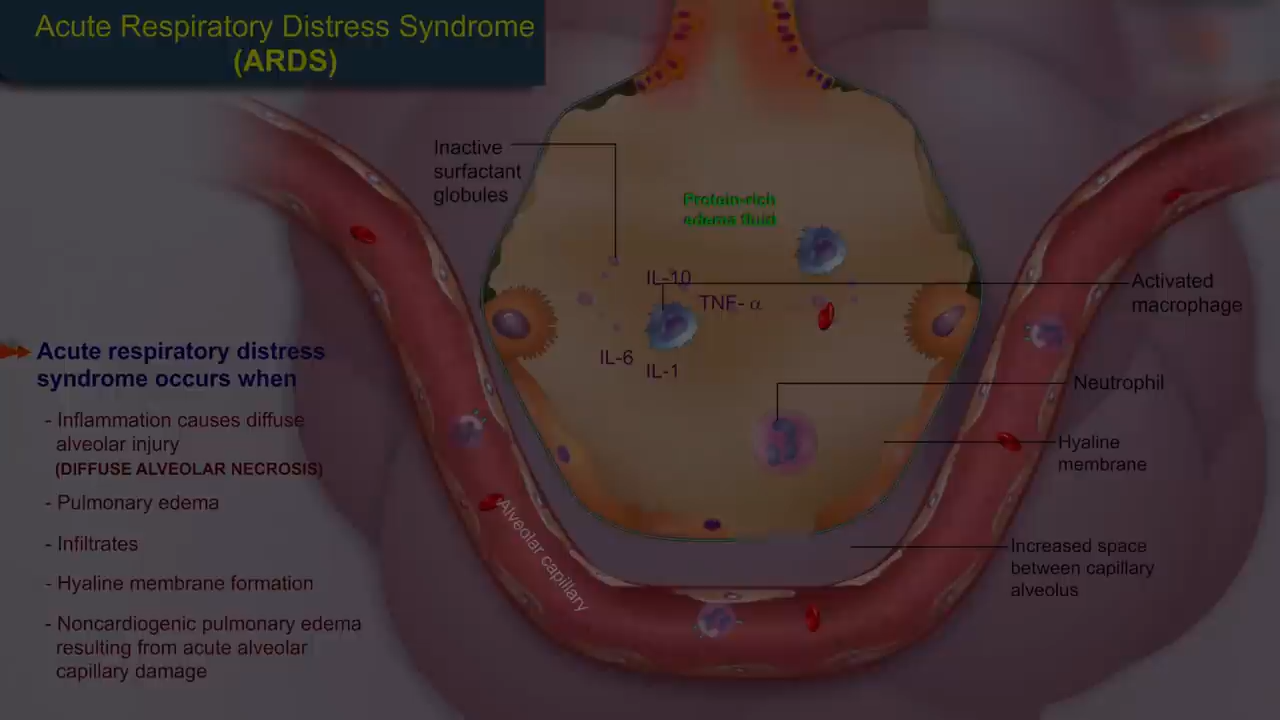 Acute Respiratory Distress Syndrome
(ARDS)
Inactive
surfactant
globules
Protein-rich
edema fluid
IL-10
TNF- α
IL-6
IL-1
Activated
macrophage
Neutrophil
Hyaline
membrane
Increased space
between capillary
alveolus
Alveolar capillary
Acute respiratory distress
syndrome occurs when
- Inflammation causes diffuse
alveolar injury
(DIFFUSE ALVEOLAR NECROSIS)
- Pulmonary edema
- Infiltrates
- Hyaline membrane formation
- Noncardiogenic pulmonary edema
resulting from acute alveolar
capillary damage